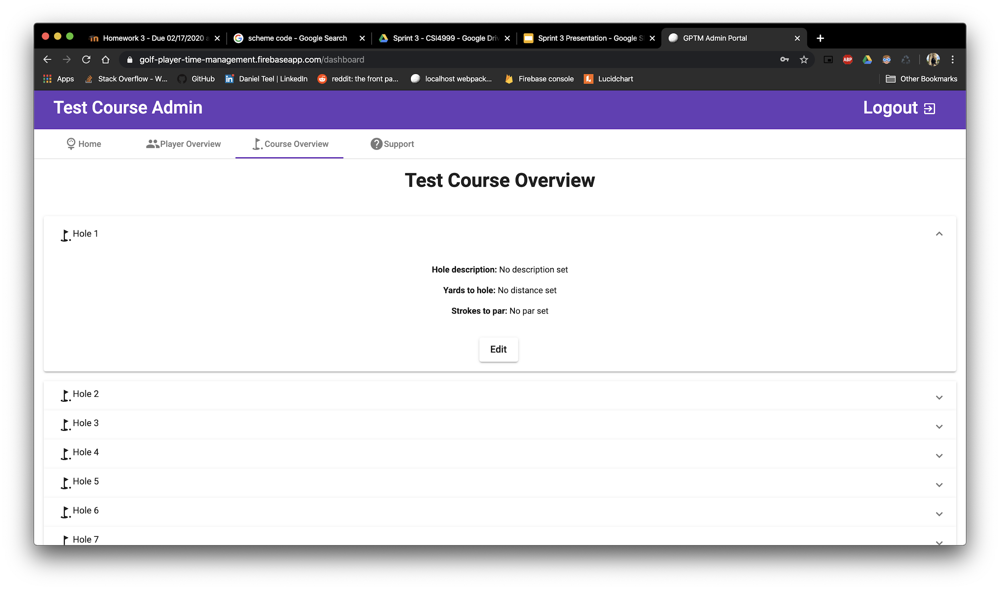 Homework 3 - Due 02/17/2020 a
scheme code - Google Search
Sprint 3 - CSI4999 - Google Driv
Sprint 3 Presentation - Google Sl
GPTM Admin Portal
golf-player-time-management.firebaseapp.com/dashboard
ABP
Apps
Stack Overflow - W...
GitHub
in Daniel Teel | LinkedIn
reddit: the front pa...
localhost webpack...
Firebase console
Lucidchart
Other Bookmarks
Test Course Admin
Logout
Home
Player Overview
Course Overview
Support
Test Course Overview
Hole 1
Hole description: No description set
Yards to hole: No distance set
Strokes to par: No par set
Edit
Hole 2
Hole 3
Hole 4
Hole 5
Hole 6
Hole 7